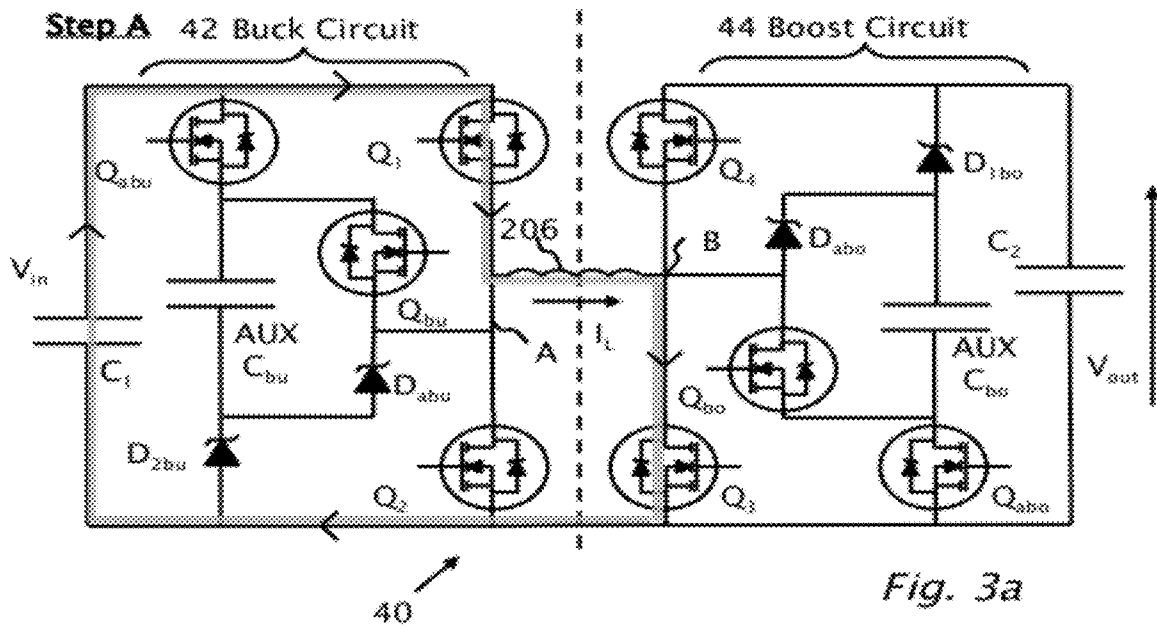 Step A 42 Buck Circuit 44 Boost Circuit
Qabu
Q1
Q4
D1bo
206
B
Dabo
C2
Vin
Qbu
AUX
Cbu
A
IL
AUX
Cbo
Vout
C1
Dabu
Qbo
D2bu
Q2
Q3
Qabo
40
Fig. 3a